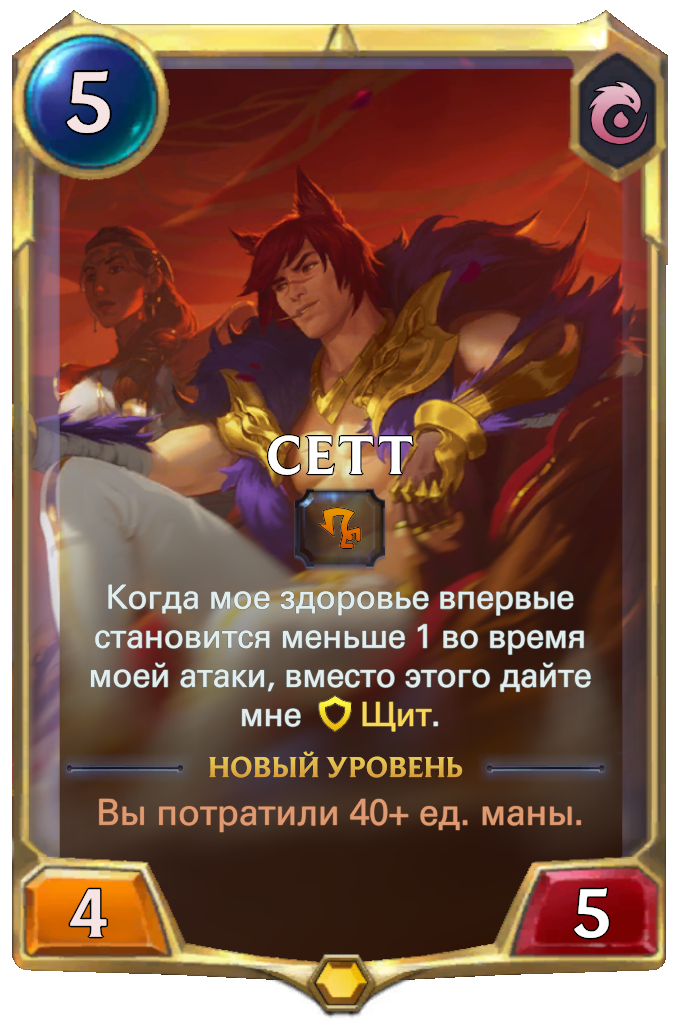 5
СЕТТ
Когда мое здоровье впервые
становится меньше 1 во время
моей атаки, вместо этого дайте
мне Щит.
НОВЫЙ УРОВЕНЬ
Вы потратили 40+ ед. маны.
4
5